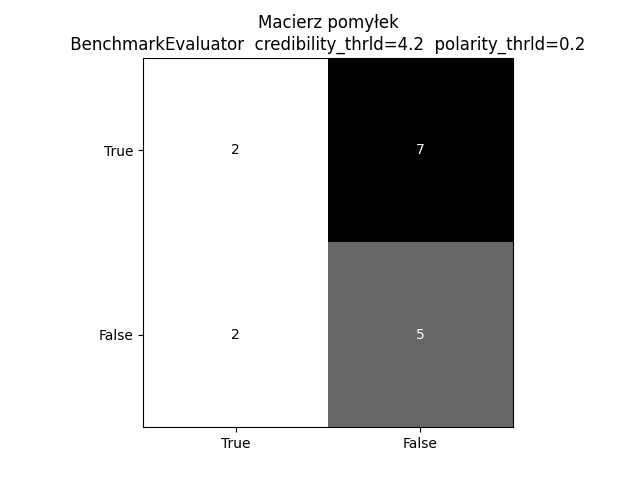 Macierz pomyłek
BenchmarkEvaluator  credibility_thrld=4.2  polarity_thrld=0.2
True 2 7
False 2 5
True False